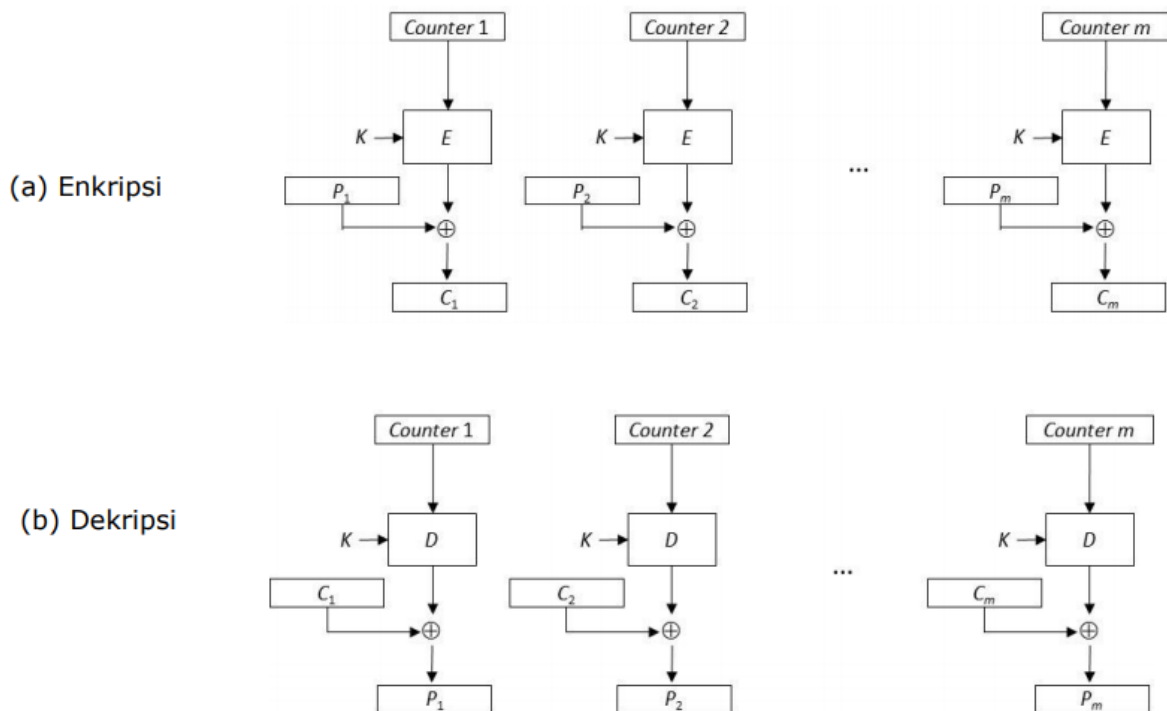 Counter 1 Counter 2 Counter m
K E K E K E
...
(a) Enkripsi
P1 P2 Pm
⊕ ⊕ ⊕
C1 C2 Cm
Counter 1 Counter 2 Counter m
(b) Dekripsi
K D K D K D
...
C1 C2 Cm
⊕ ⊕ ⊕
P1 P2 Pm